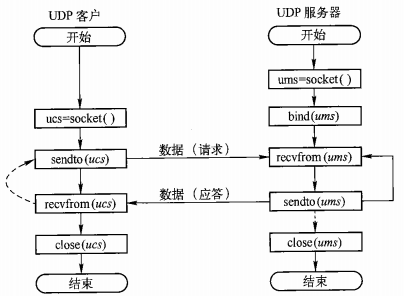 UDP 客户
UDP 服务器
开始
开始
ums=socket( )
ucs=socket( )
bind(ums)
sendto(ucs)
数据（请求）
recvfrom(ums)
recvfrom(ucs)
数据（应答）
sendto(ums)
close(ucs)
close(ums)
结束
结束